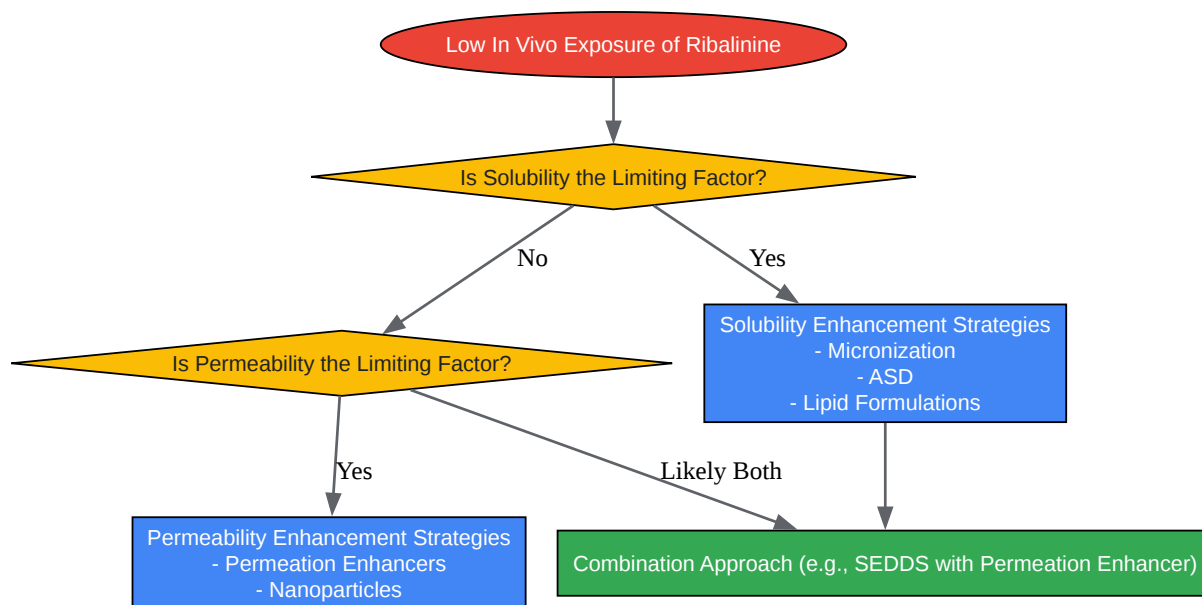 Low In Vivo Exposure of Ribalinine
Is Solubility the Limiting Factor?
No
Yes
Solubility Enhancement Strategies
- Micronization
- ASD
- Lipid Formulations
Is Permeability the Limiting Factor?
Yes
Likely Both
Permeability Enhancement Strategies
- Permeation Enhancers
- Nanoparticles
Combination Approach (e.g., SEDDS with Permeation Enhancer)